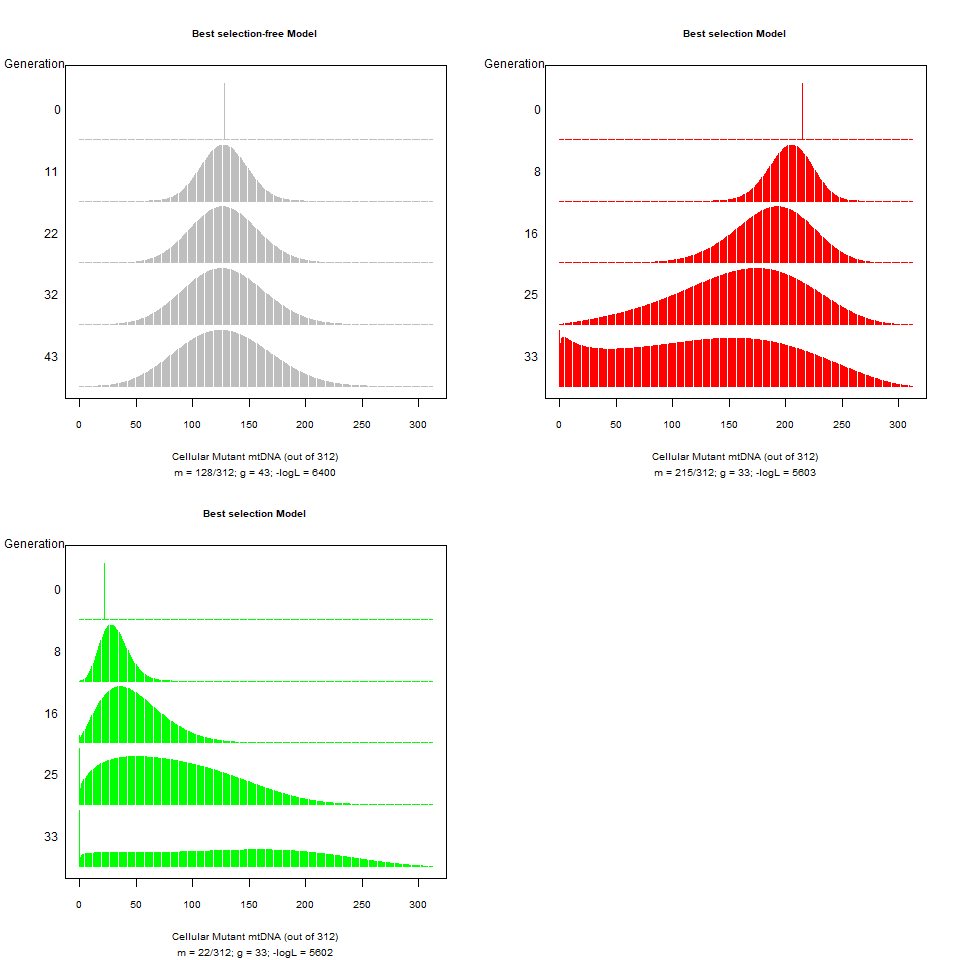 Best selection-free Model
Generation
0
11
22
32
43
0 50 100 150 200 250 300
Cellular Mutant mtDNA (out of 312)
m = 128/312; g = 43; -logL = 6400
Best selection Model
Generation
0
8
16
25
33
0 50 100 150 200 250 300
Cellular Mutant mtDNA (out of 312)
m = 215/312; g = 33; -logL = 5603
Best selection Model
Generation
0
8
16
25
33
0 50 100 150 200 250 300
Cellular Mutant mtDNA (out of 312)
m = 22/312; g = 33; -logL = 5602